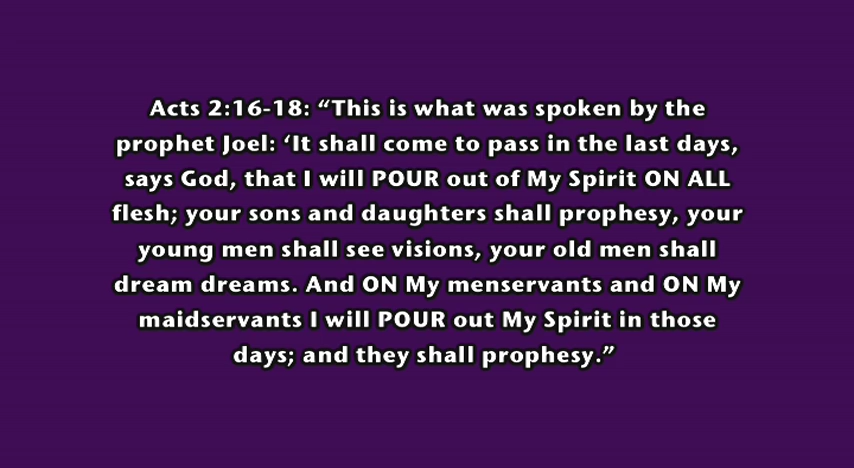 Acts 2:16-18: “This is what was spoken by the
prophet Joel: ‘It shall come to pass in the last days,
says God, that I will POUR out of My Spirit ON ALL
flesh; your sons and daughters shall prophesy, your
young men shall see visions, your old men shall
dream dreams. And ON My menservants and ON My
maidservants I will POUR out My Spirit in those
days; and they shall prophesy.”